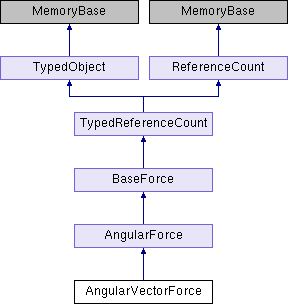 MemoryBase
MemoryBase
TypedObject
ReferenceCount
TypedReferenceCount
BaseForce
AngularForce
AngularVectorForce